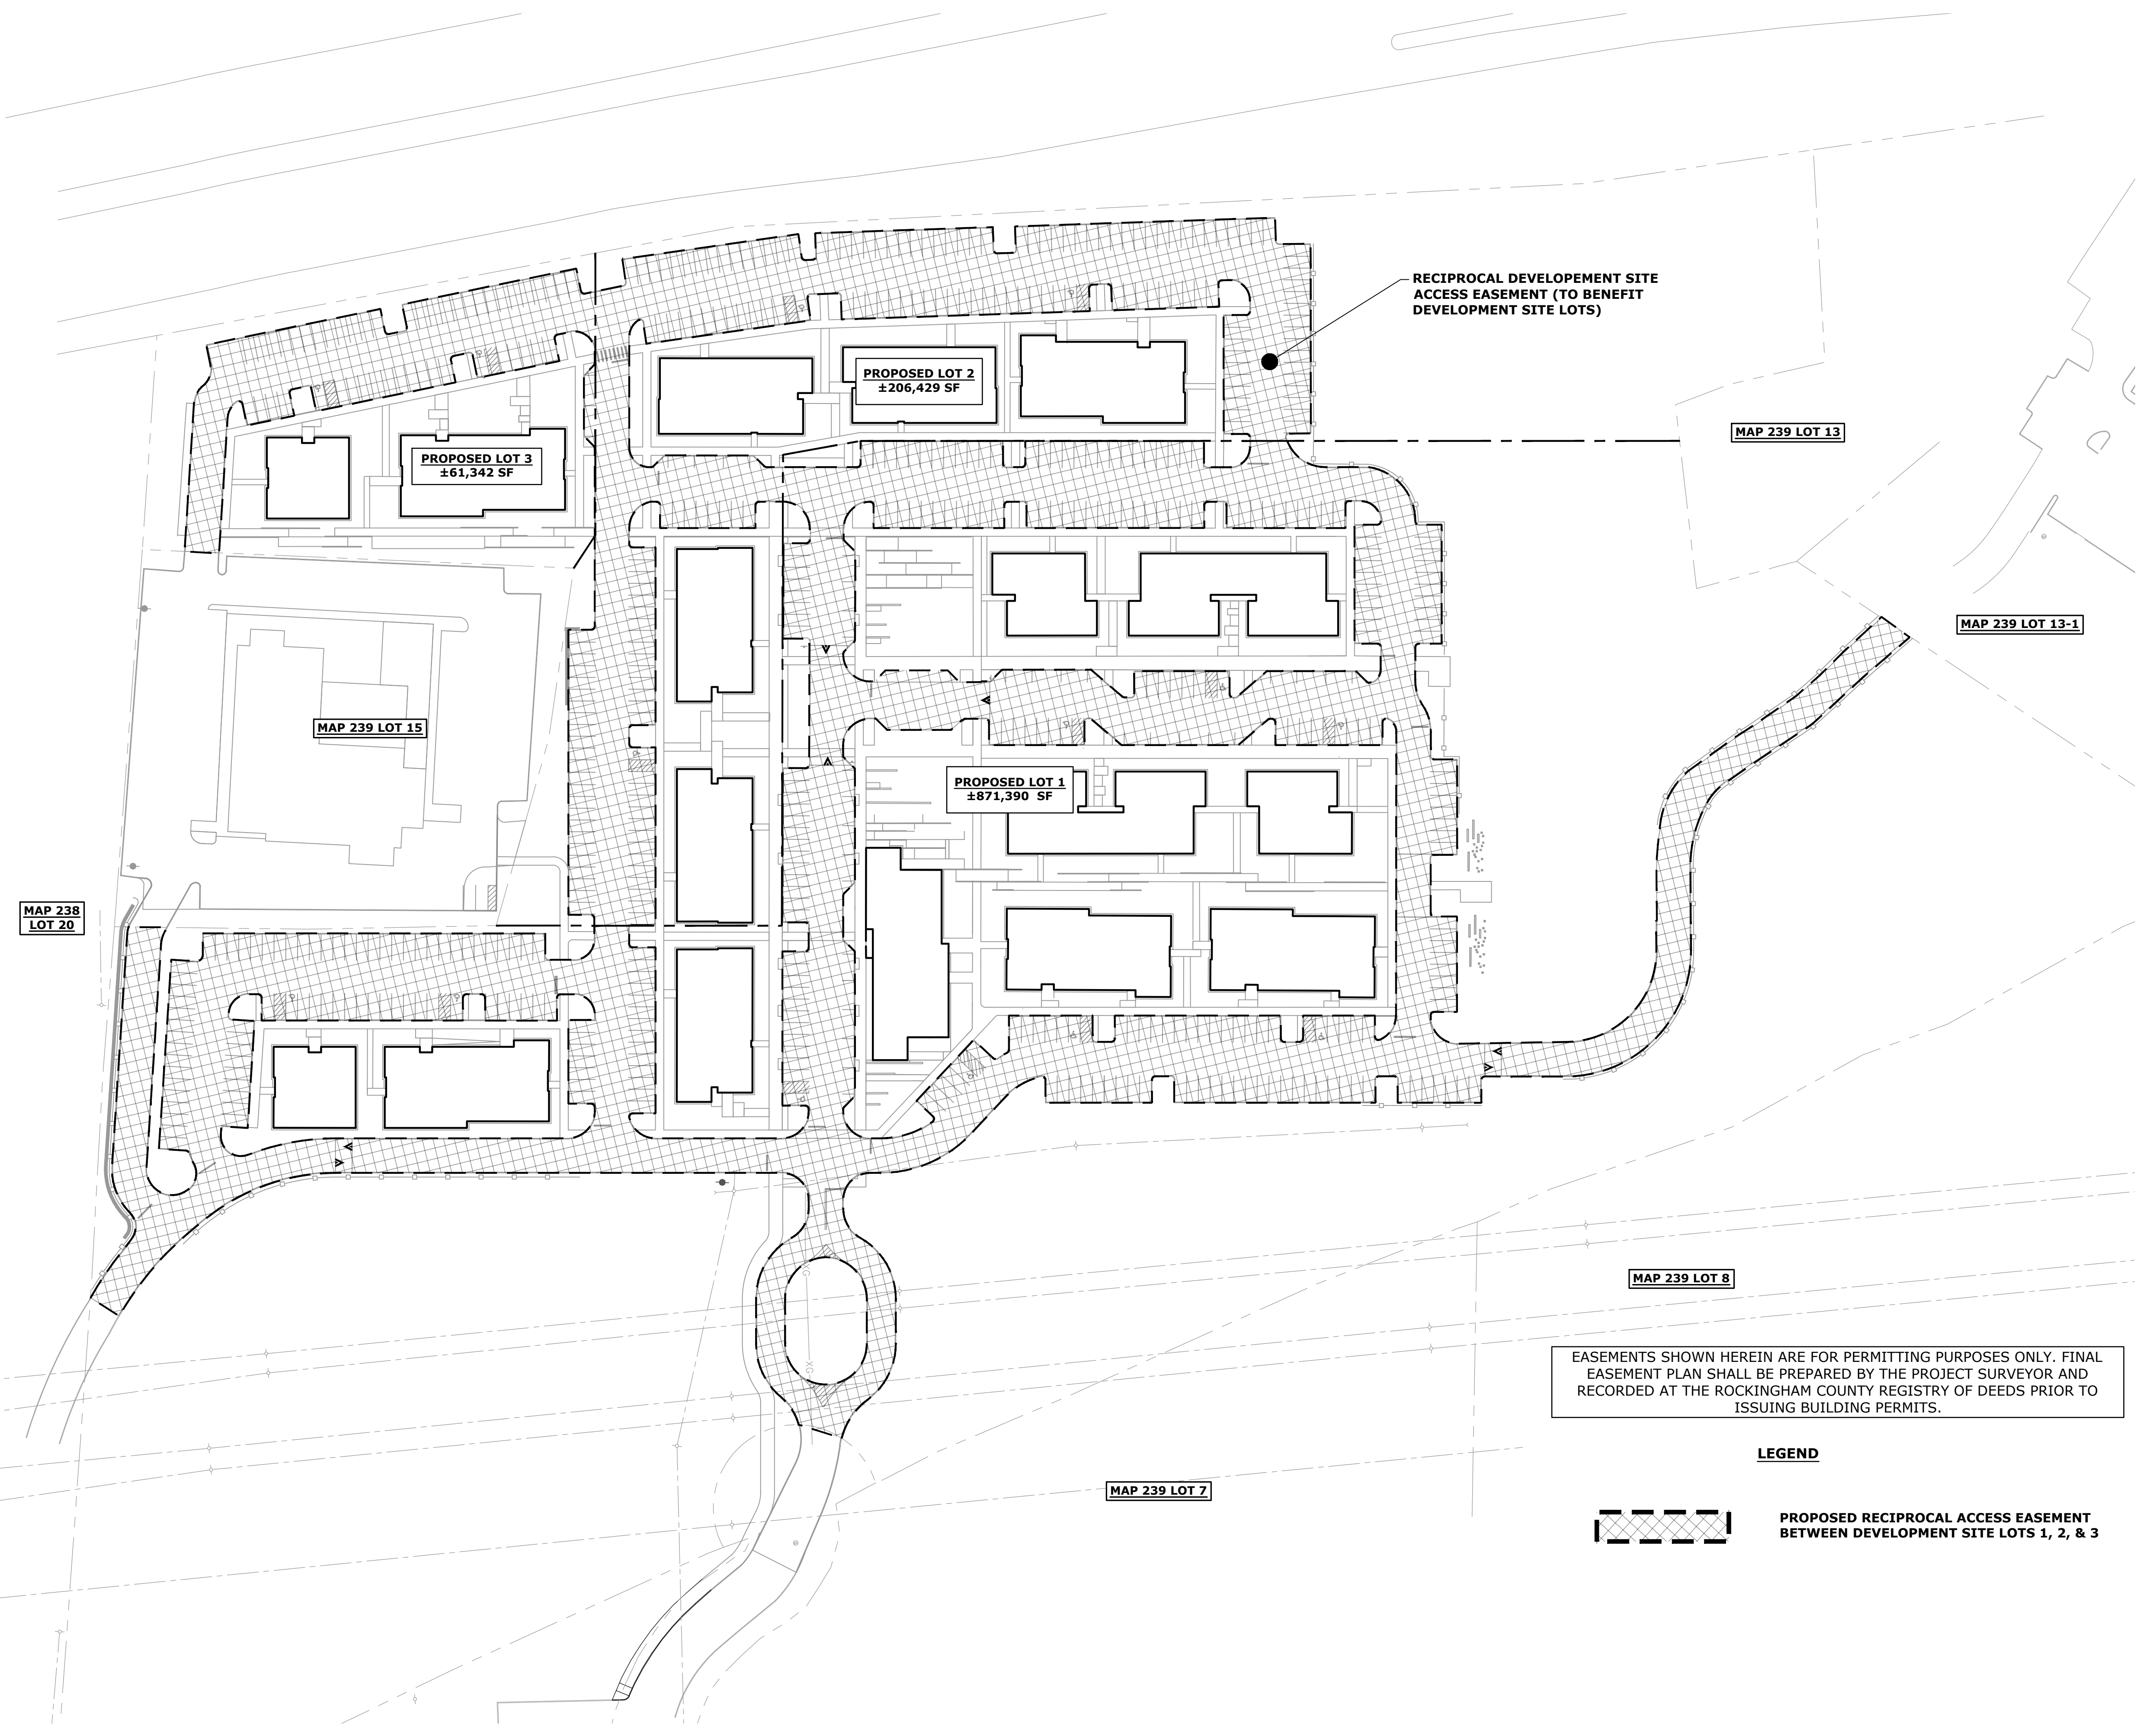 RECIPROCAL DEVELOPEMENT SITE
ACCESS EASEMENT (TO BENEFIT
DEVELOPMENT SITE LOTS)
PROPOSED LOT 2
±206,429 SF
MAP 239 LOT 13
PROPOSED LOT 3
±61,342 SF
MAP 239 LOT 13-1
MAP 239 LOT 15
PROPOSED LOT 1
±871,390 SF
MAP 238
LOT 20
MAP 239 LOT 8
XG
XG
EASEMENTS SHOWN HEREIN ARE FOR PERMITTING PURPOSES ONLY. FINAL
EASEMENT PLAN SHALL BE PREPARED BY THE PROJECT SURVEYOR AND
RECORDED AT THE ROCKINGHAM COUNTY REGISTRY OF DEEDS PRIOR TO
ISSUING BUILDING PERMITS.
LEGEND
MAP 239 LOT 7
PROPOSED RECIPROCAL ACCESS EASEMENT
BETWEEN DEVELOPMENT SITE LOTS 1, 2, & 3